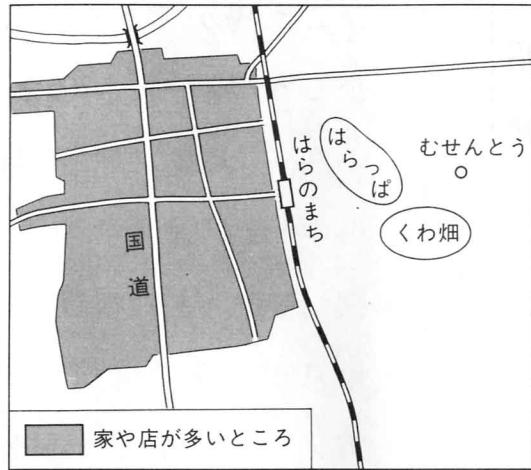 はらっぱ
むせんとう
はらのまち
くわ畑
国道
家や店が多いところ